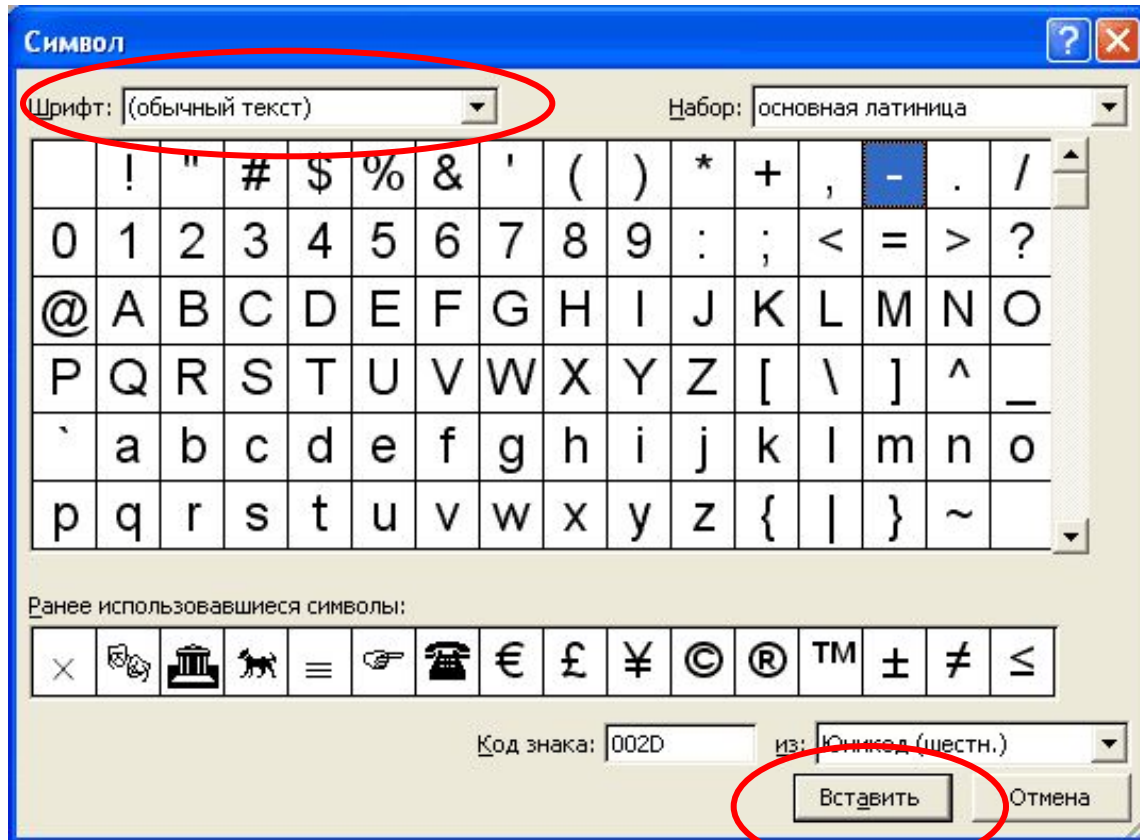 Символ
Шрифт: (обычный текст) Набор: основная латиница
! " # $ % & ' ( ) * + , - . /
0 1 2 3 4 5 6 7 8 9 : ; < = > ?
@ A B C D E F G H I J K L M N O
P Q R S T U V W X Y Z [ \ ] ^ _
` a b c d e f g h i j k l m n o
p q r s t u v w x y z { | } ~
Ранее использовавшиеся символы:
× ≡ ☞ ☎ € £ ¥ © ® ™ ± ≠ ≤
Код знака: 002D из: Юникод (шестн.)
Вставить Отмена